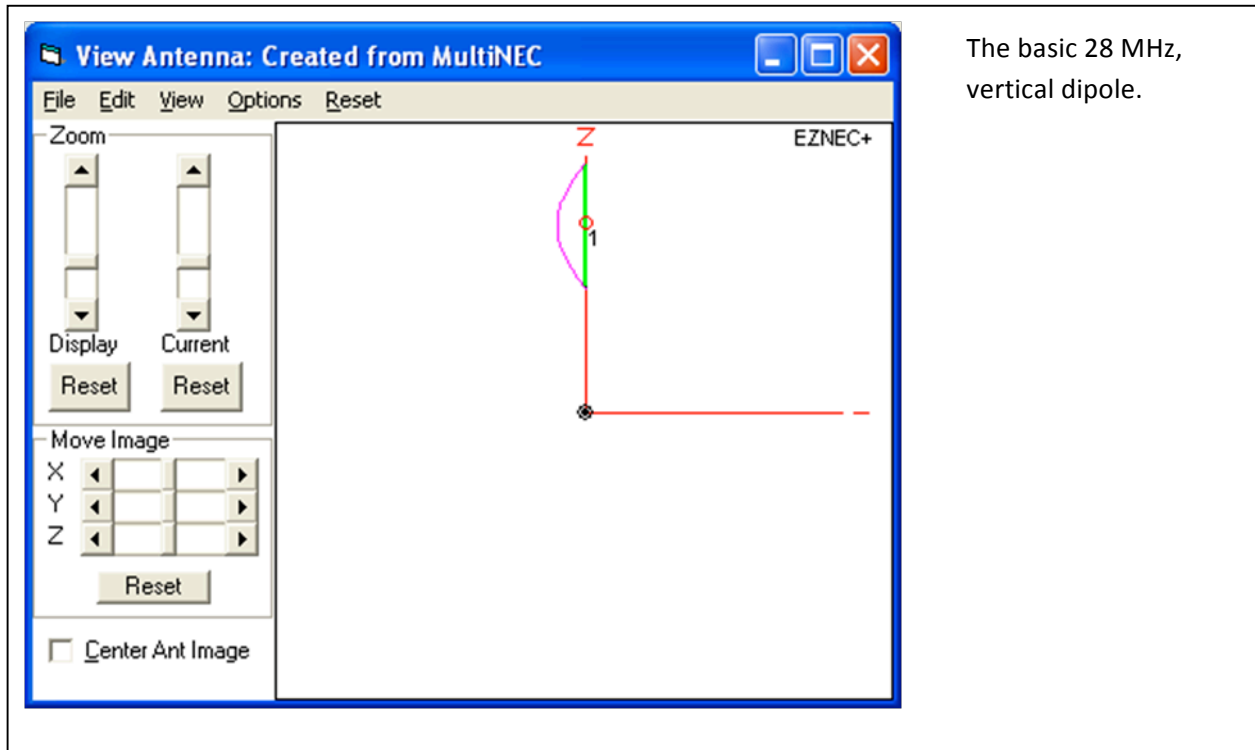 View Antenna: Created from MultiNEC
File Edit View Options Reset
Zoom
Display Current
Reset Reset
Move Image
X
Y
Z
Reset
Center Ant Image
Z
EZNEC+
1
The basic 28 MHz,
vertical dipole.